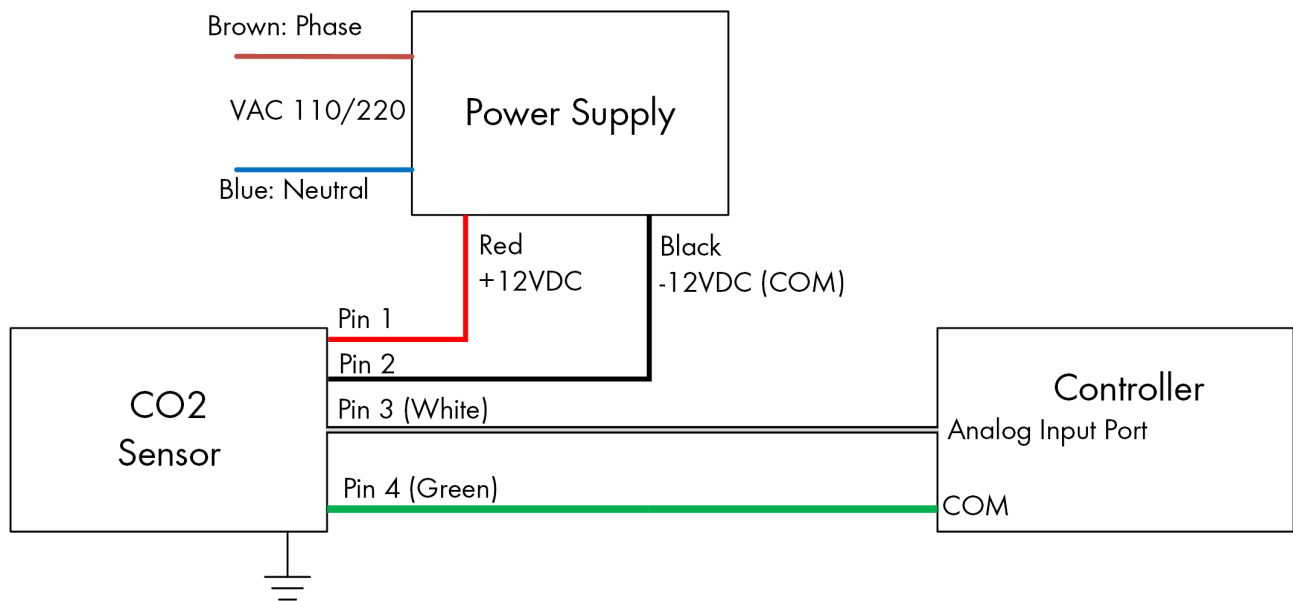 Brown: Phase
VAC 110/220
Blue: Neutral
Power Supply
Red
+12VDC
Black
-12VDC (COM)
Pin 1
Pin 2
Pin 3 (White)
Pin 4 (Green)
CO2
Sensor
Controller
Analog Input Port
COM